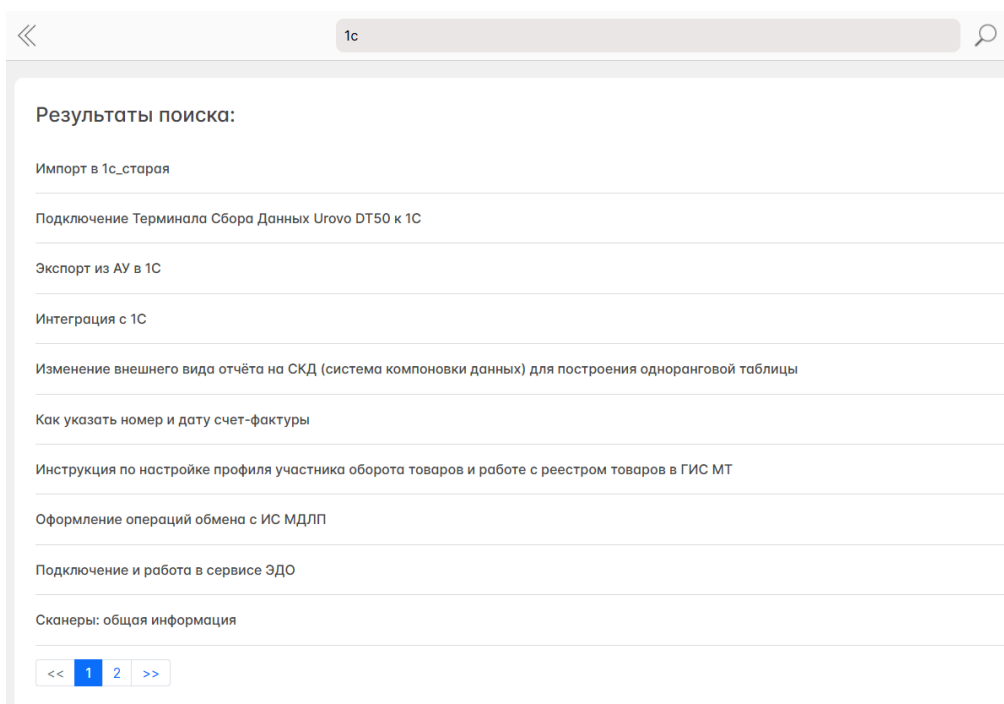 1с
Результаты поиска:
Импорт в 1с_старая
Подключение Терминала Сбора Данных Urovo DT50 к 1С
Экспорт из АУ в 1С
Интеграция с 1С
Изменение внешнего вида отчёта на СКД (система компоновки данных) для построения одноранговой таблицы
Как указать номер и дату счет-фактуры
Инструкция по настройке профиля участника оборота товаров и работе с реестром товаров в ГИС МТ
Оформление операций обмена с ИС МДЛП
Подключение и работа в сервисе ЭДО
Сканеры: общая информация
<< 1 2 >>